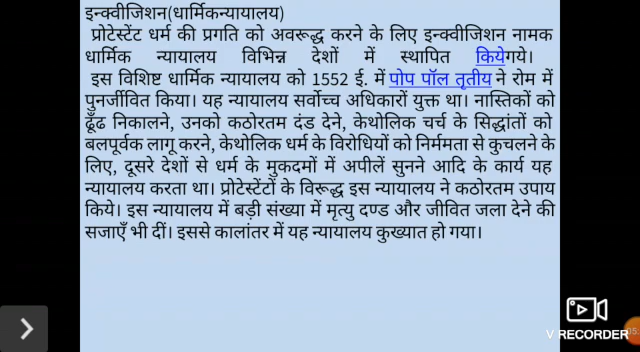 इन्क्वीजिशन(धार्मिकन्यायालय)
प्रोटेस्टेंट धर्म की प्रगति को अवरूद्ध करने के लिए इन्क्वीजिशन नामक
धार्मिक न्यायालय विभिन्न देशों में स्थापित कियेगये।
इस विशिष्ट धार्मिक न्यायालय को 1552 ई. में पोप पॉल तृतीय ने रोम में
पुनर्जीवित किया। यह न्यायालय सर्वोच्च अधिकारों युक्त था। नास्तिकों को
ढूँढ निकालने, उनको कठोरतम दंड देने, केथोलिक चर्च के सिद्धांतों को
बलपूर्वक लागू करने, केथोलिक धर्म के विरोधियों को निर्ममता से कुचलने के
लिए, दूसरे देशों से धर्म के मुकदमों में अपीलें सुनने आदि के कार्य यह
न्यायालय करता था। प्रोटेस्टेंटों के विरूद्ध इस न्यायालय ने कठोरतम उपाय
किये। इस न्यायालय में बड़ी संख्या में मृत्यु दण्ड और जीवित जला देने की
सजाएँ भी दीं। इससे कालांतर में यह न्यायालय कुख्यात हो गया।
V RECORDER